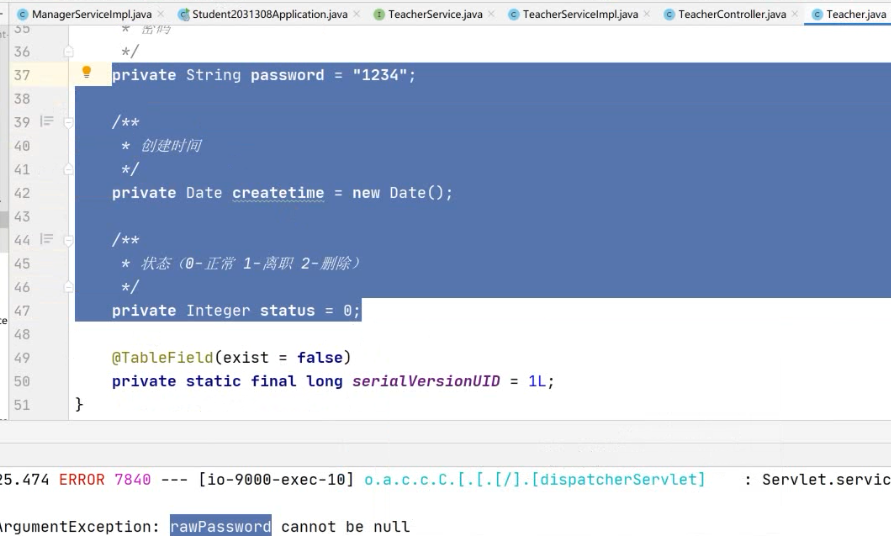 ManagerServiceImpl.java Student2031308Application.java TeacherService.java TeacherServiceImpl.java TeacherController.java Teacher.java
35 * 密码
36 */
37 private String password = "1234";
38
39 /**
40 * 创建时间
41 */
42 private Date createtime = new Date();
43
44 /**
45 * 状态（0-正常 1-离职 2-删除）
46 */
47 private Integer status = 0;
48
49 @TableField(exist = false)
50 private static final long serialVersionUID = 1L;
51 }
25.474 ERROR 7840 --- [io-9000-exec-10] o.a.c.c.C.[.[.[/].[dispatcherServlet] : Servlet.servic
ArgumentException: rawPassword cannot be null